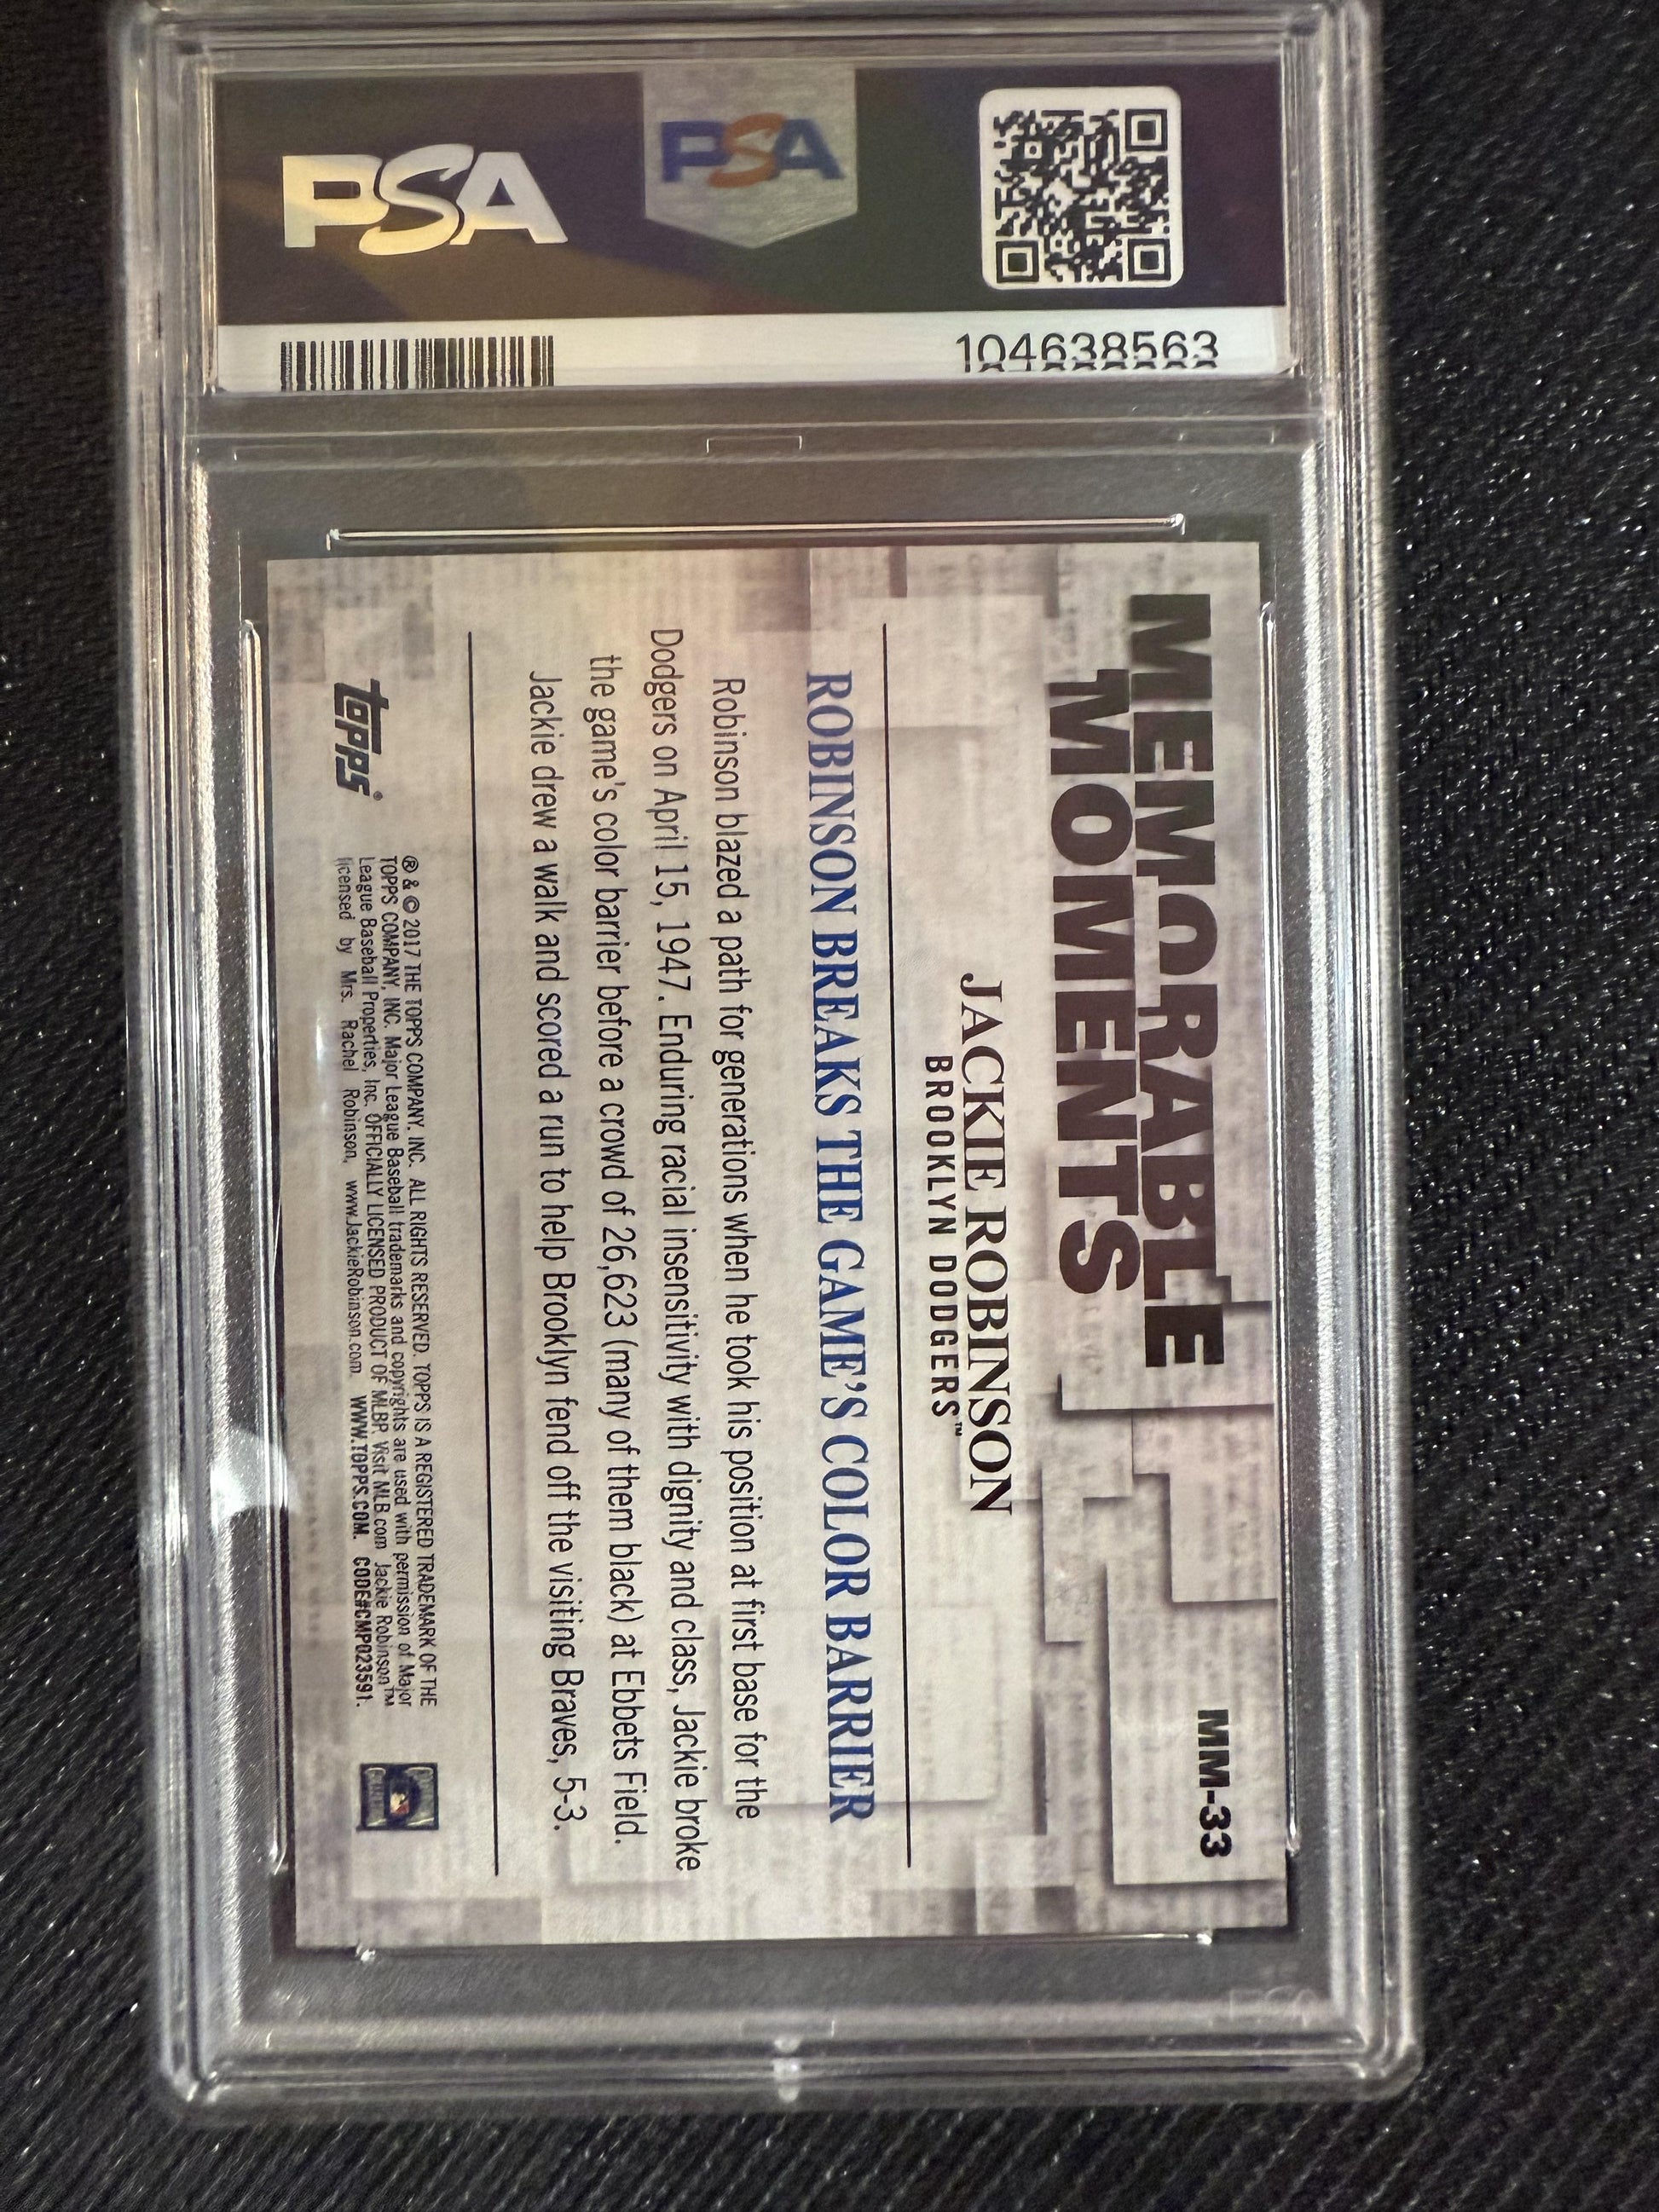 PSA
PSA
104638563
MEMORABLE
MOMENTS
MM-33
JACKIE ROBINSON
BROOKLYN DODGERS™
ROBINSON BREAKS THE GAME'S COLOR BARRIER
Robinson blazed a path for generations when he took his position at first base for the
Dodgers on April 15, 1947. Enduring racial insensitivity with dignity and class, Jackie broke
the game's color barrier before a crowd of 26,623 (many of them black) at Ebbets Field.
Jackie drew a walk and scored a run to help Brooklyn fend off the visiting Braves, 5-3.
topps®
® & © 2017 THE TOPPS COMPANY, INC. ALL RIGHTS RESERVED. TOPPS IS A REGISTERED TRADEMARK OF THE
TOPPS COMPANY, INC. Major League Baseball trademarks and copyrights are used with permission of Major
League Baseball Properties, Inc. OFFICIALLY LICENSED PRODUCT OF MLBP. Visit MLB.com Jackie Robinson™
licensed by Mrs. Rachel Robinson, www.JackieRobinson.com. WWW.TOPPS.COM. CODE#CMP023591.